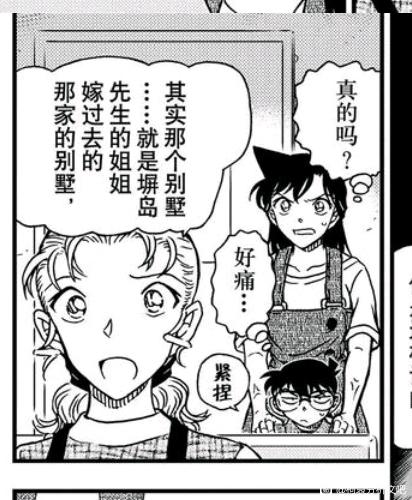 真的吗？
其实那个别墅
……就是塀岛
先生的姐姐
嫁过去的
那家的别墅，
好痛…
紧捏